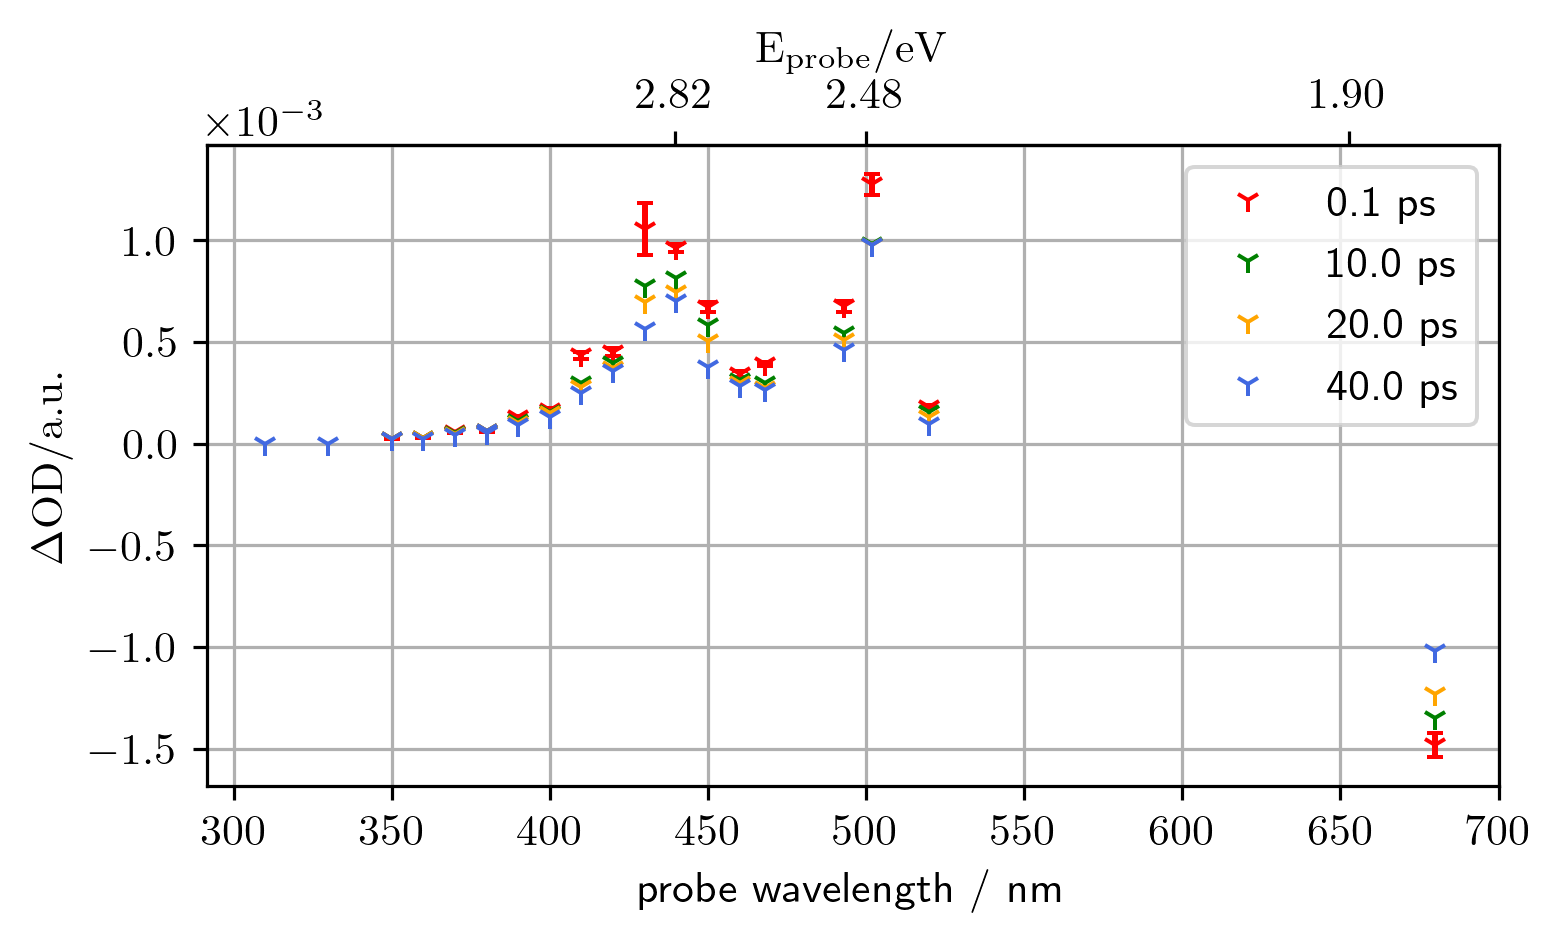 E_probe/eV
2.82 2.48 1.90
×10⁻³
1.0
0.5
0.0
−0.5
−1.0
−1.5
ΔOD/a.u.
0.1 ps
10.0 ps
20.0 ps
40.0 ps
300 350 400 450 500 550 600 650 700
probe wavelength / nm